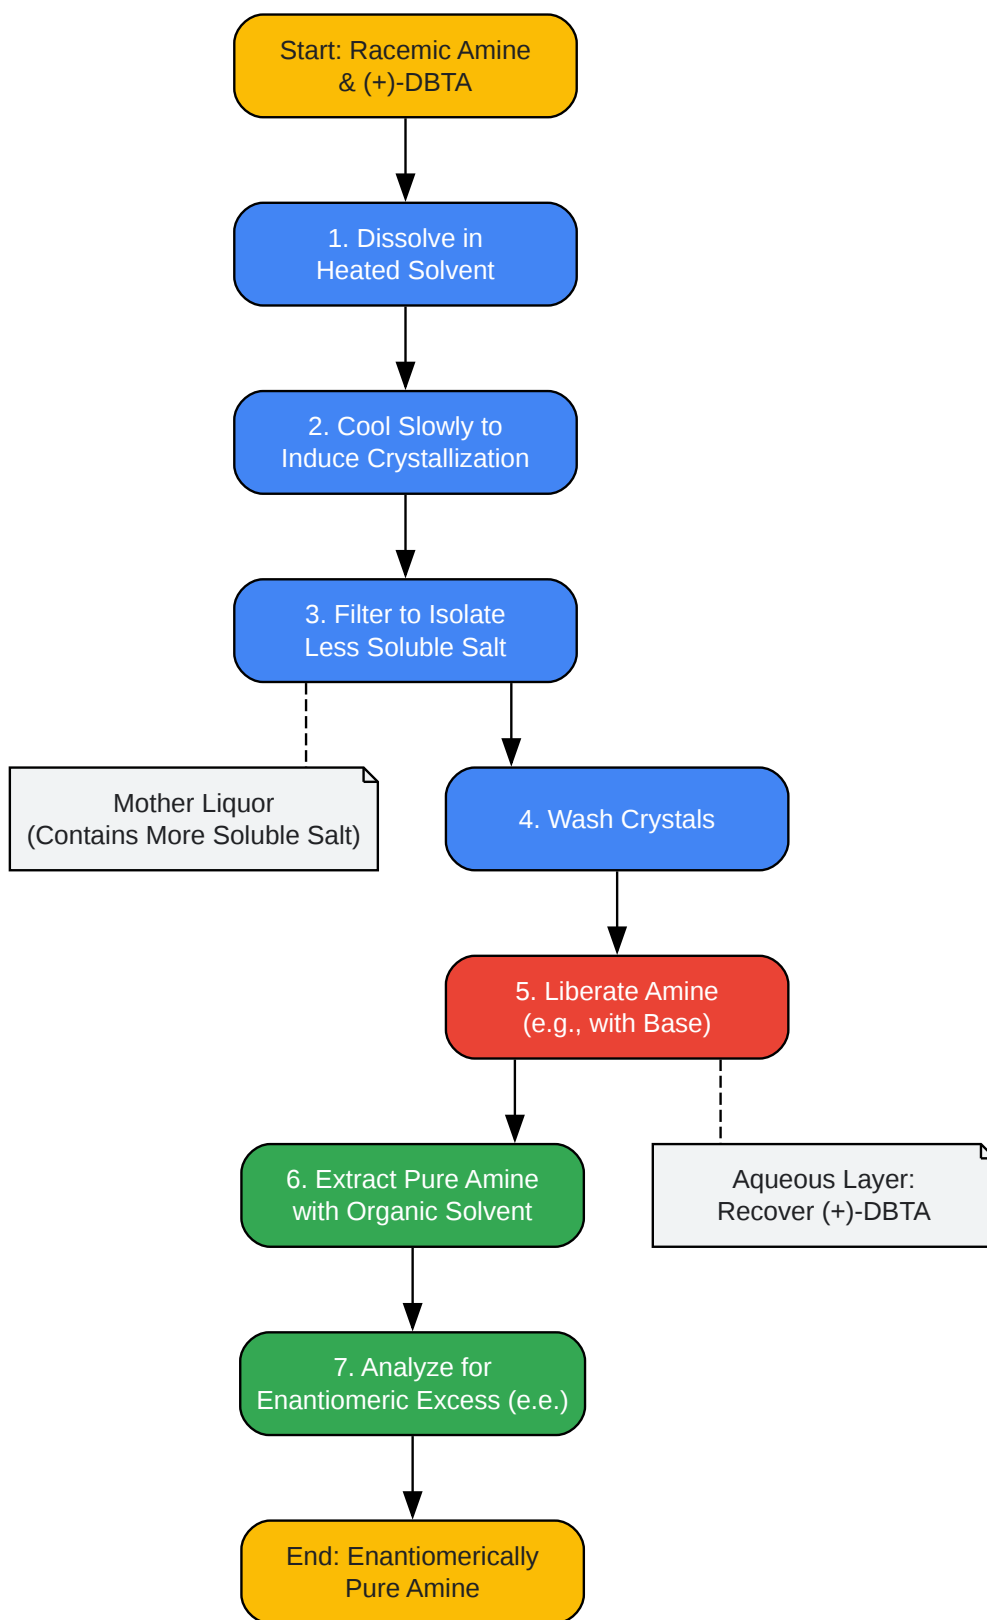 Start: Racemic Amine
& (+)-DBTA
1. Dissolve in
Heated Solvent
2. Cool Slowly to
Induce Crystallization
3. Filter to Isolate
Less Soluble Salt
Mother Liquor
(Contains More Soluble Salt)
4. Wash Crystals
5. Liberate Amine
(e.g., with Base)
6. Extract Pure Amine
with Organic Solvent
Aqueous Layer:
Recover (+)-DBTA
7. Analyze for
Enantiomeric Excess (e.e.)
End: Enantiomerically
Pure Amine